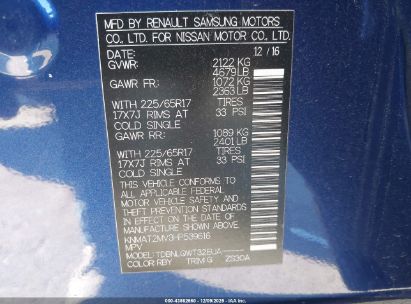 MFD BY RENAULT SAMSUNG MOTORS
CO., LTD. FOR NISSAN MOTOR CO., LTD.
DATE: 12 / 16
GVWR: 2122 KG
4679 LB
GAWR FR: 1072 KG
2363 LB
WITH 225/65R17 TIRES
17X7J RIMS AT 33 PSI
COLD SINGLE
GAWR RR: 1089 KG
2401 LB
WITH 225/65R17 TIRES
17X7J RIMS AT 33 PSI
COLD SINGLE
THIS VEHICLE CONFORMS TO
ALL APPLICABLE FEDERAL
MOTOR VEHICLE SAFETY
STANDARDS IN EFFECT
ON THE DATE OF
MANUFACTURE SHOWN ABOVE.
KNMAT2MV3HP539616
MPV
MODEL TDBNLGWT32EUA
COLOR RBY TRIM G ZS30A